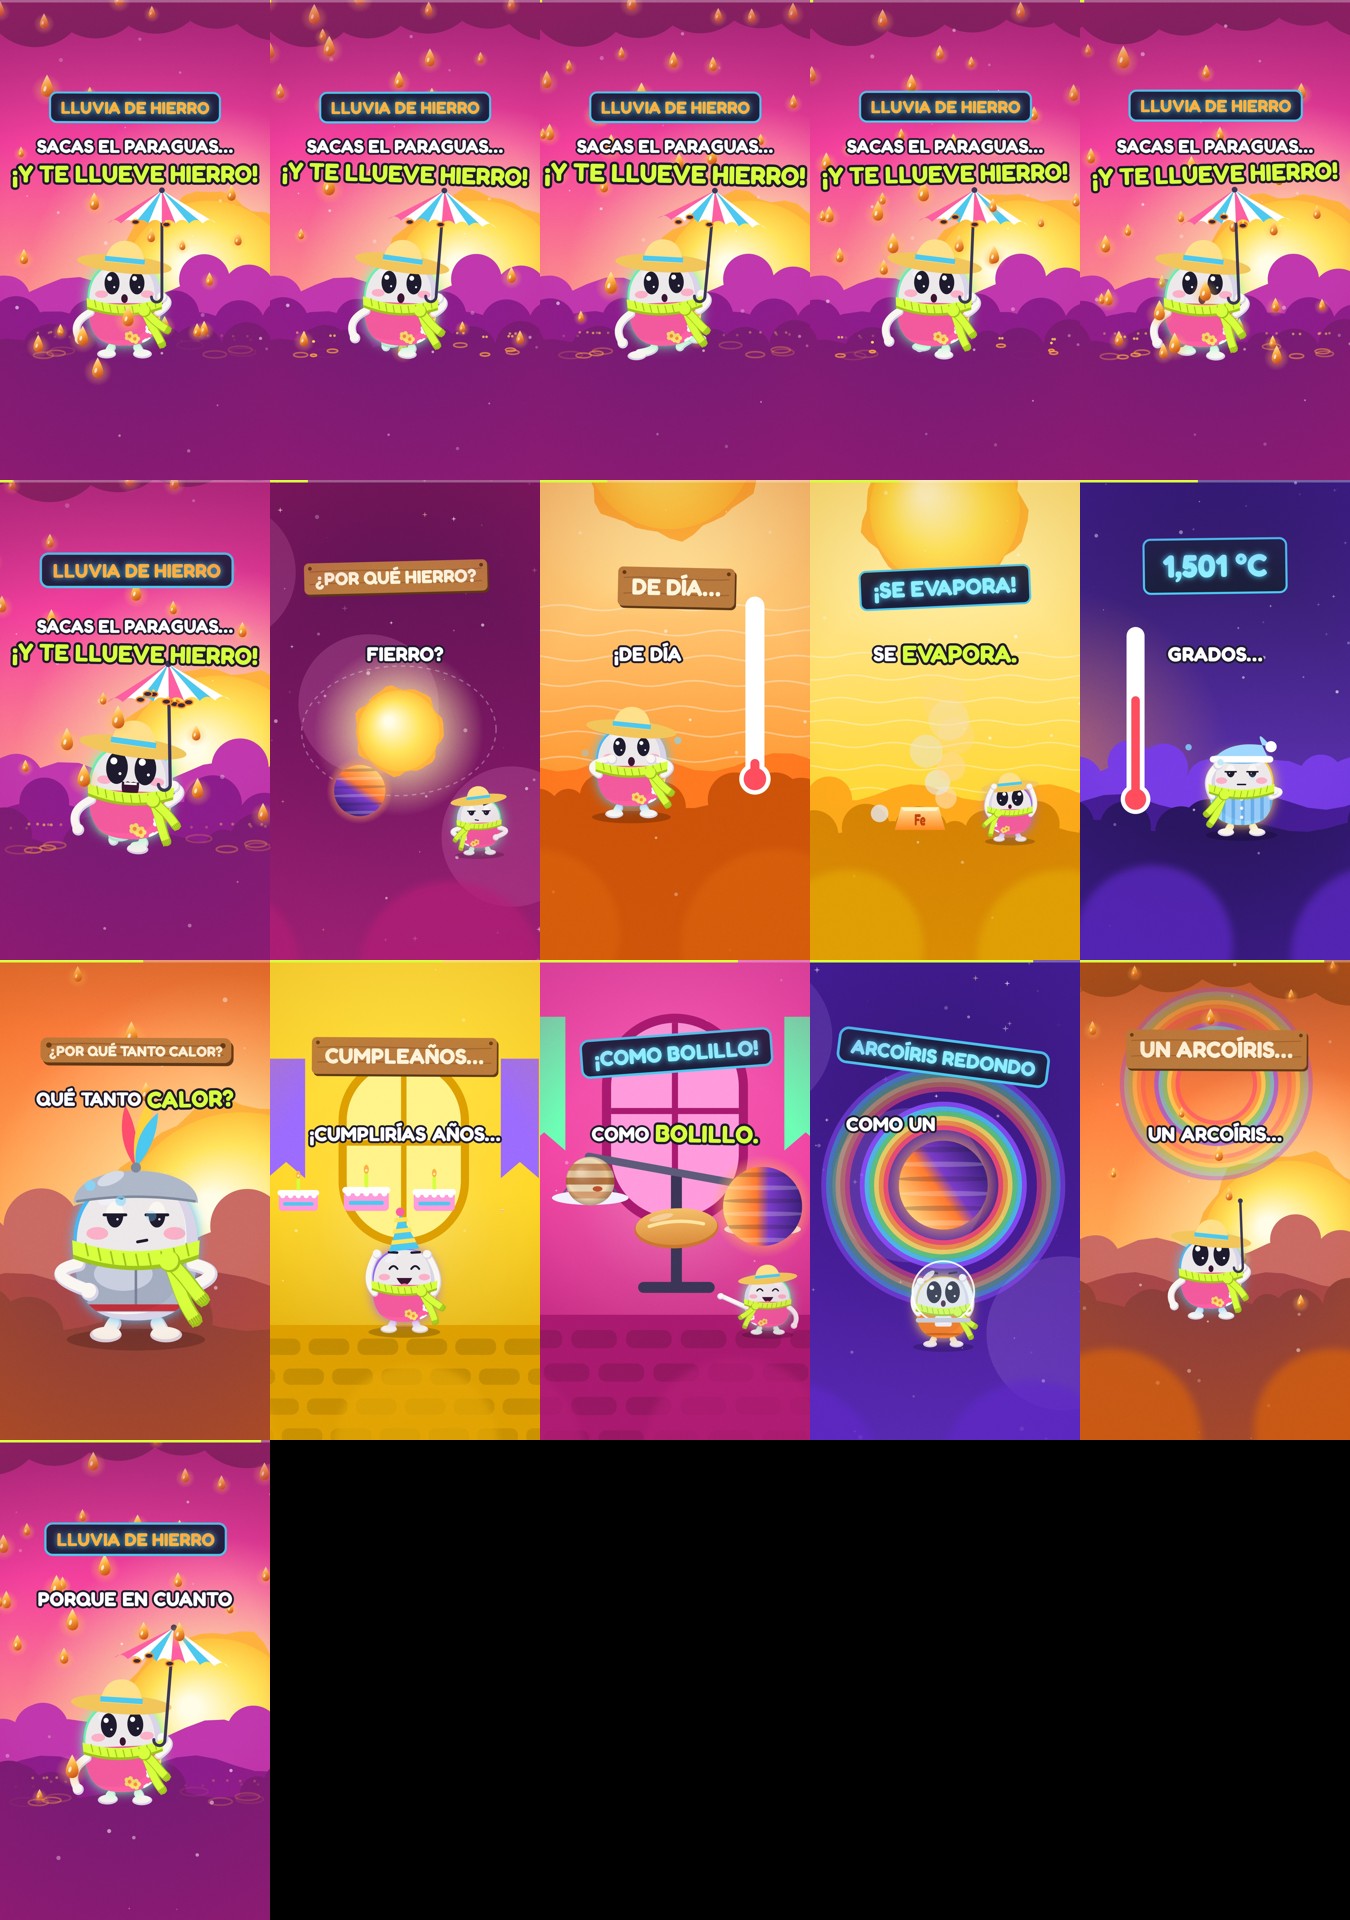 LLUVIA DE HIERRO
SACAS EL PARAGUAS...
¡Y TE LLUEVE HIERRO!
LLUVIA DE HIERRO
SACAS EL PARAGUAS...
¡Y TE LLUEVE HIERRO!
LLUVIA DE HIERRO
SACAS EL PARAGUAS...
¡Y TE LLUEVE HIERRO!
LLUVIA DE HIERRO
SACAS EL PARAGUAS...
¡Y TE LLUEVE HIERRO!
LLUVIA DE HIERRO
SACAS EL PARAGUAS...
¡Y TE LLUEVE HIERRO!
LLUVIA DE HIERRO
SACAS EL PARAGUAS...
¡Y TE LLUEVE HIERRO!
¿POR QUÉ HIERRO?
FIERRO?
DE DÍA...
¡DE DÍA
¡SE EVAPORA!
SE EVAPORA.
Fe
1,501 °C
GRADOS...
¿POR QUÉ TANTO CALOR?
QUÉ TANTO CALOR?
CUMPLEAÑOS...
¡CUMPLIRÍAS AÑOS...
¡COMO BOLILLO!
COMO BOLILLO.
ARCOÍRIS REDONDO
COMO UN
UN ARCOÍRIS...
UN ARCOÍRIS...
LLUVIA DE HIERRO
PORQUE EN CUANTO